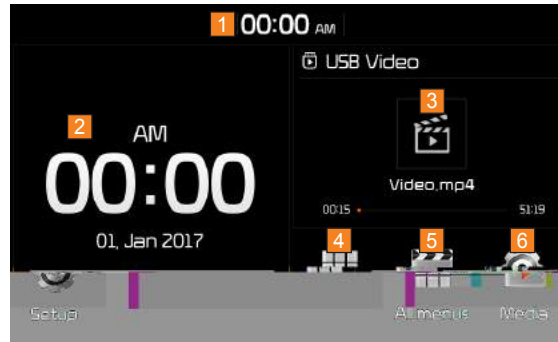 1 00:00 AM
USB Video
2
AM
00:00
01, Jan 2017
3
Video.mp4
00:15 51:19
4 5 6
Setup All menus Media